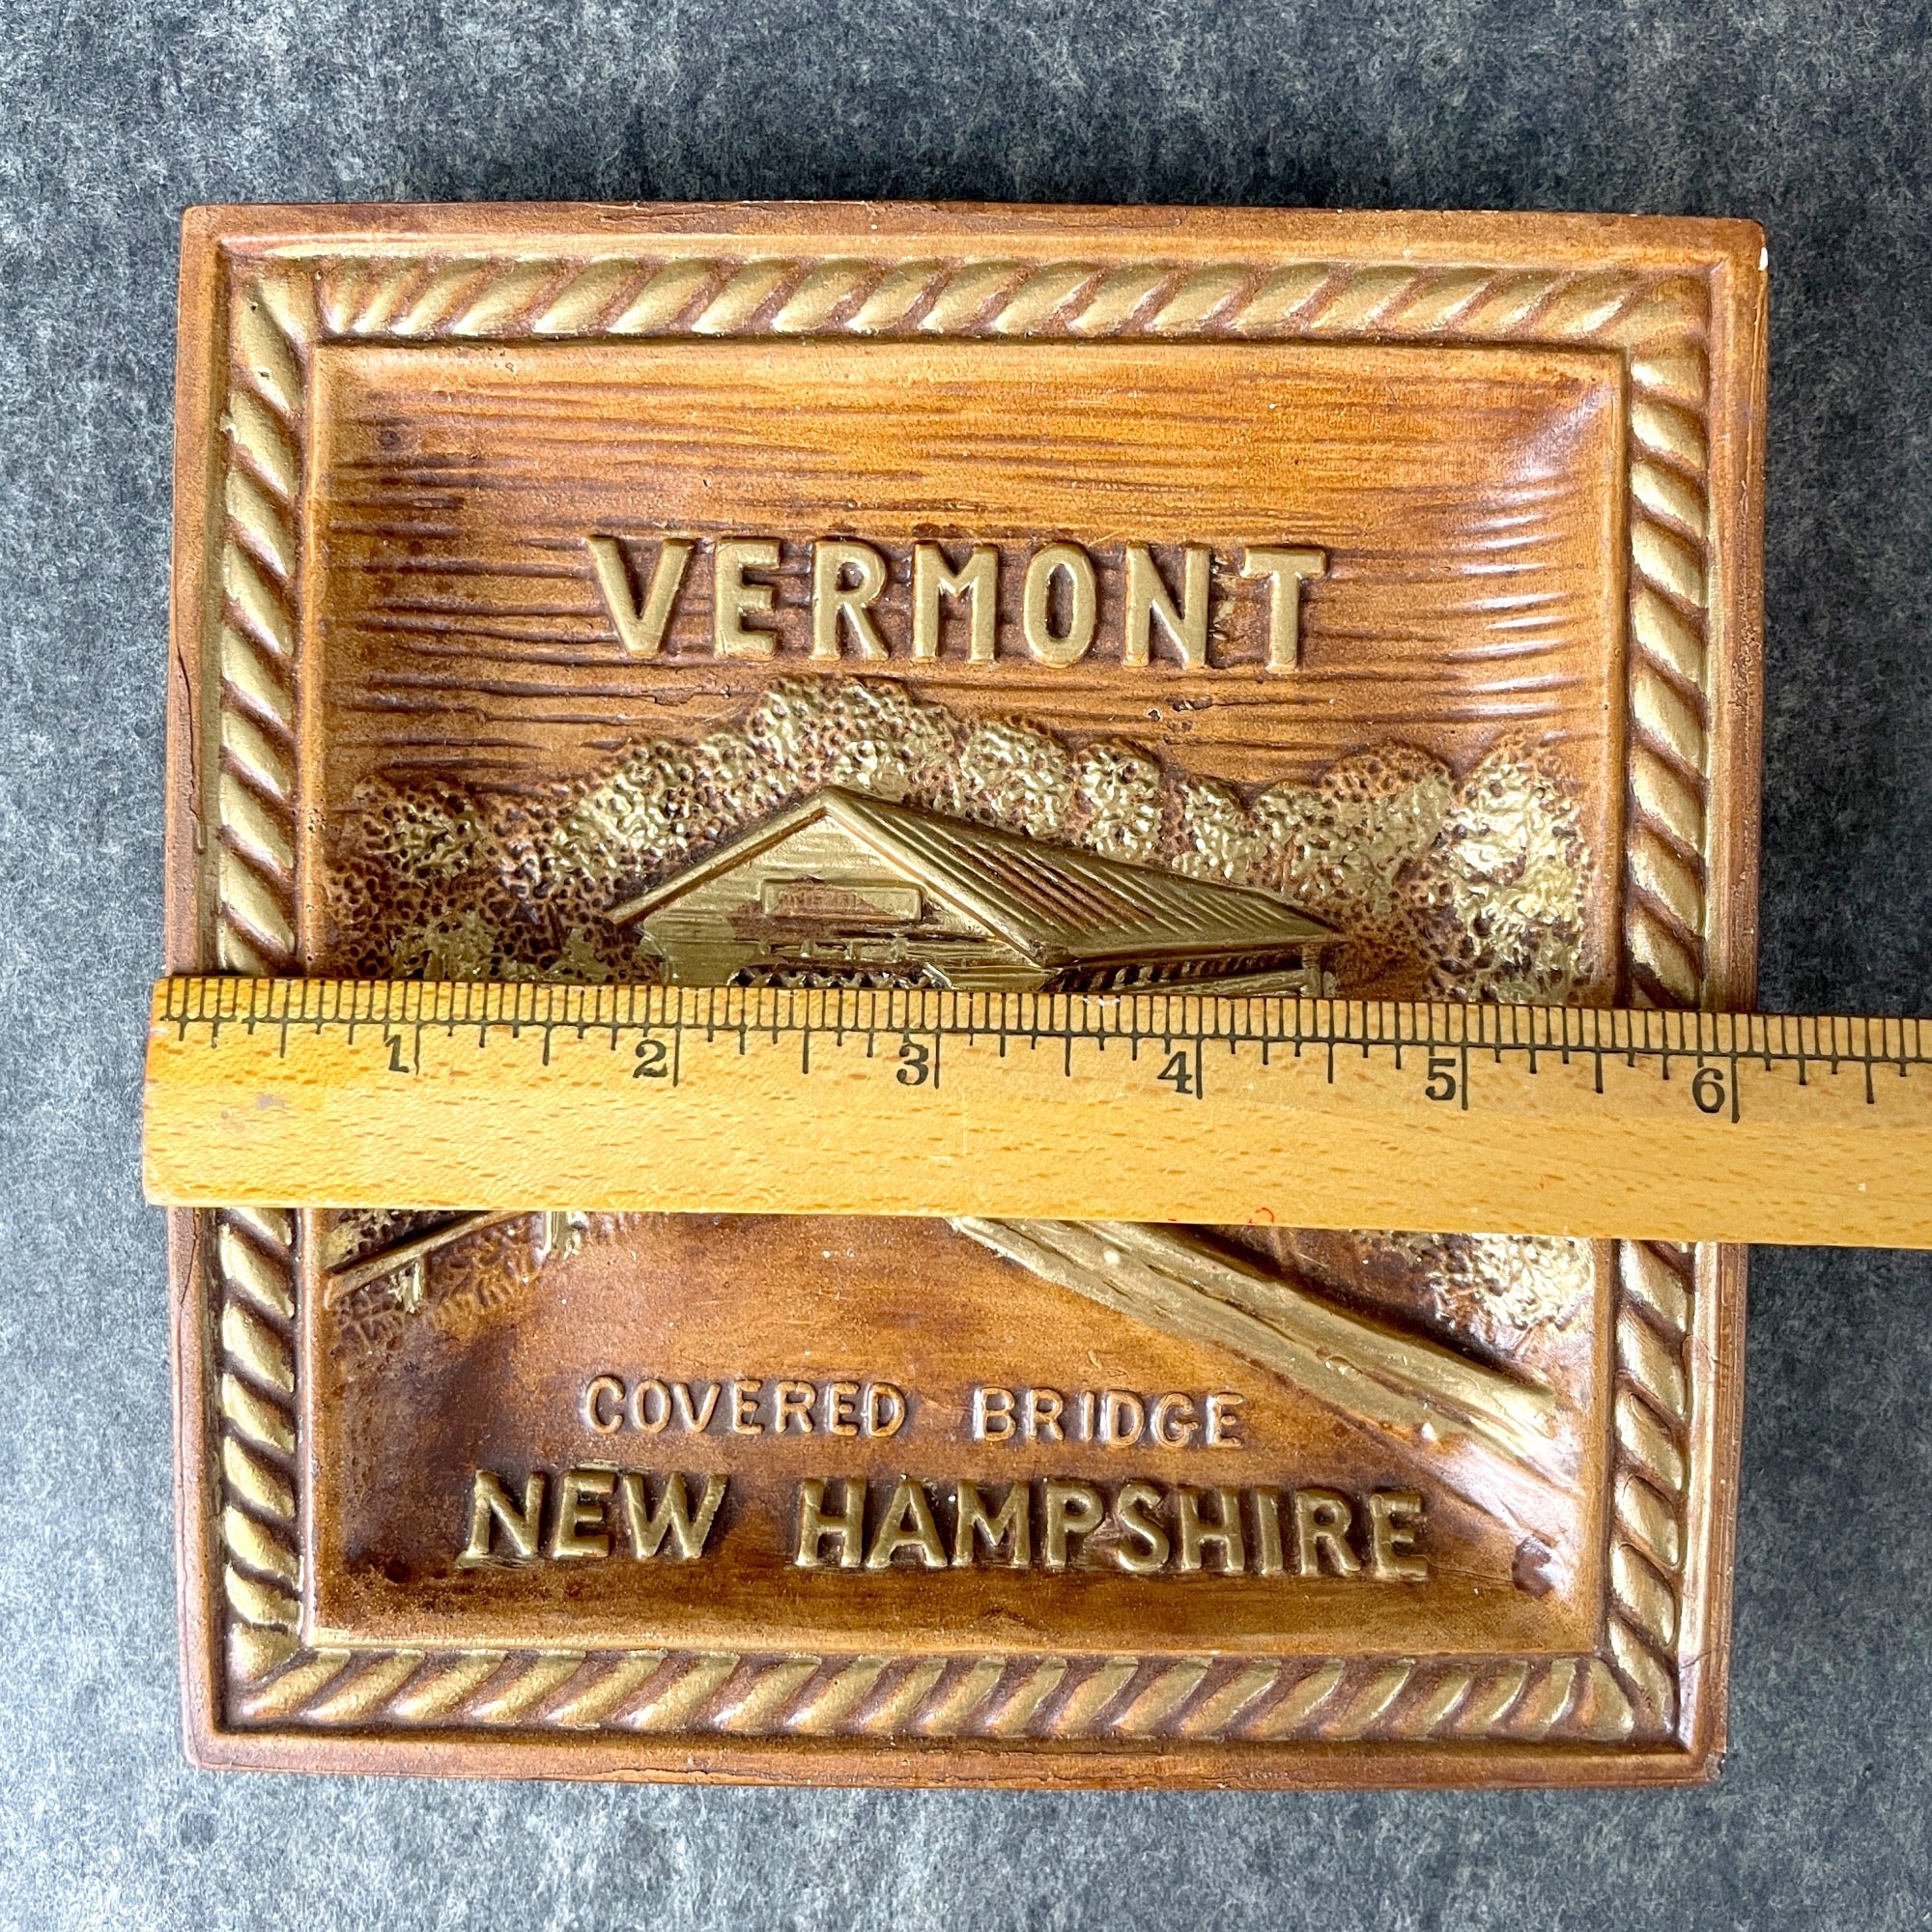 VERMONT
1 2 3 4 5 6
COVERED BRIDGE
NEW HAMPSHIRE